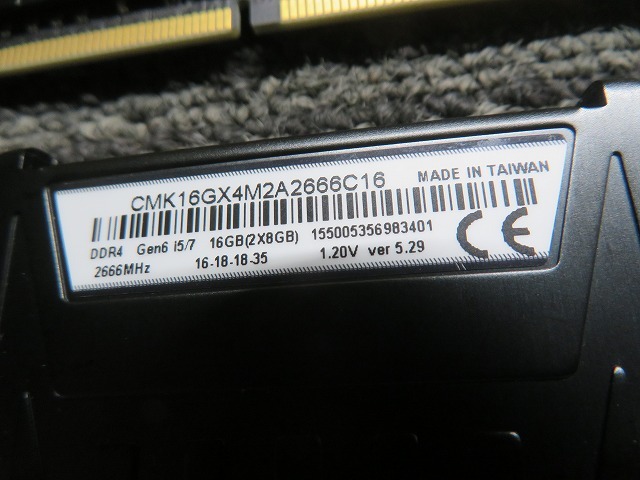 CMK16GX4M2A2666C16 MADE IN TAIWAN
DDR4 Gen6 i5/7 16GB(2X8GB) 155005356983401
2666MHz 16-18-18-35 1.20V ver 5.29
CE